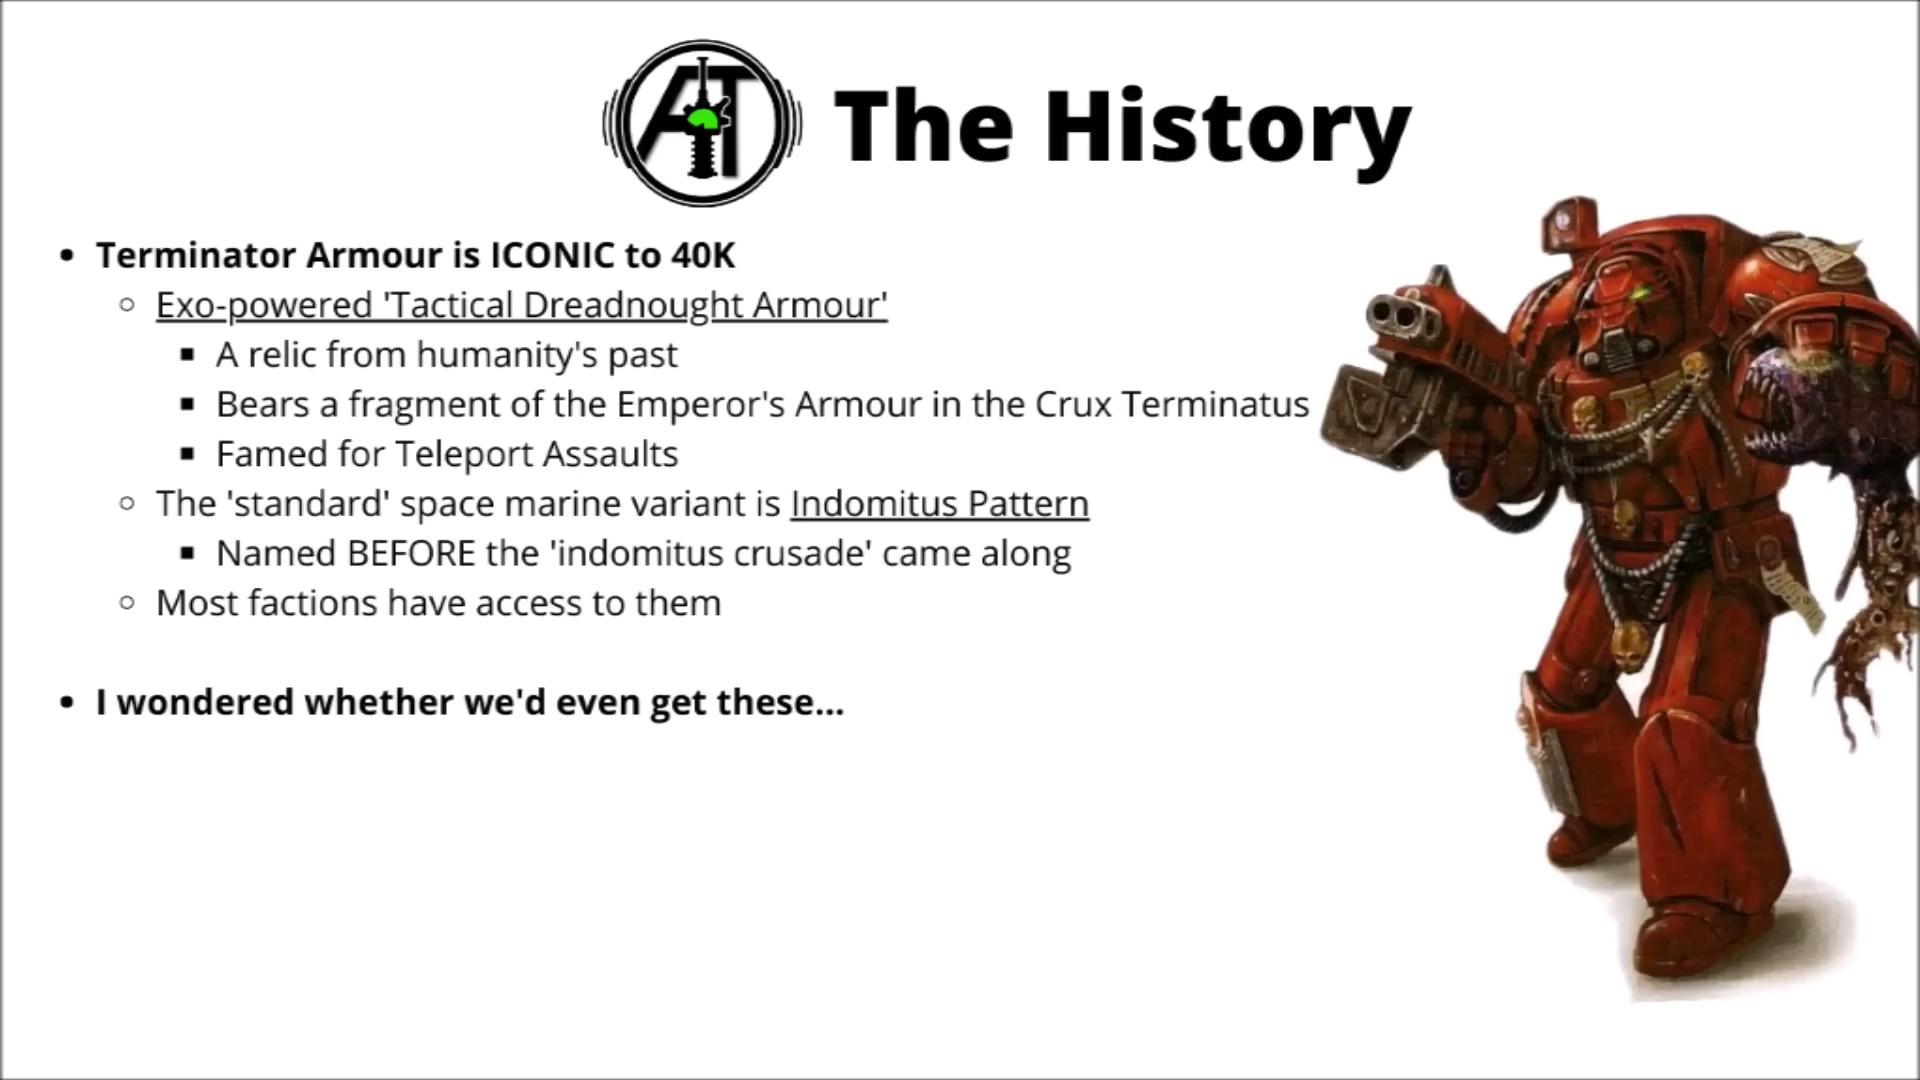 AT
The History
Terminator Armour is ICONIC to 40K
Exo-powered 'Tactical Dreadnought Armour'
A relic from humanity's past
Bears a fragment of the Emperor's Armour in the Crux Terminatus
Famed for Teleport Assaults
The 'standard' space marine variant is Indomitus Pattern
Named BEFORE the 'indomitus crusade' came along
Most factions have access to them
I wondered whether we'd even get these...